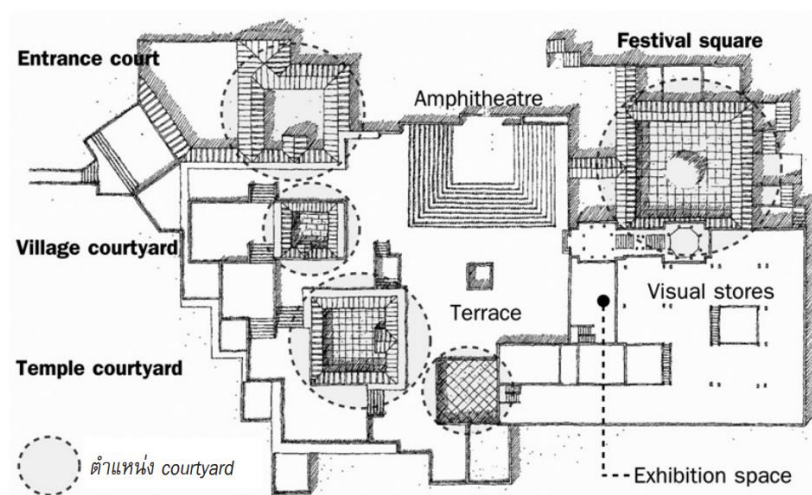 Entrance court
Festival square
Amphitheatre
Village courtyard
Visual stores
Terrace
Temple courtyard
ตำแหน่ง courtyard
Exhibition space